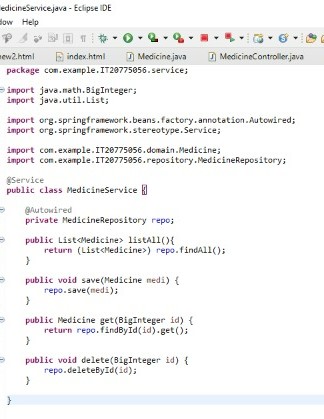 MedicineService.java - Eclipse IDE
Window Help
new2.html index.html Medicine.java MedicineController.java
package com.example.IT20775056.service;
import java.math.BigInteger;
import java.util.List;
import org.springframework.beans.factory.annotation.Autowired;
import org.springframework.stereotype.Service;
import com.example.IT20775056.domain.Medicine;
import com.example.IT20775056.repository.MedicineRepository;
@Service
public class MedicineService {
@Autowired
private MedicineRepository repo;
public List<Medicine> listAll(){
return (List<Medicine>) repo.findAll();
}
public void save(Medicine medi) {
repo.save(medi);
}
public Medicine get(BigInteger id) {
return repo.findById(id).get();
}
public void delete(BigInteger id) {
repo.deleteById(id);
}
}